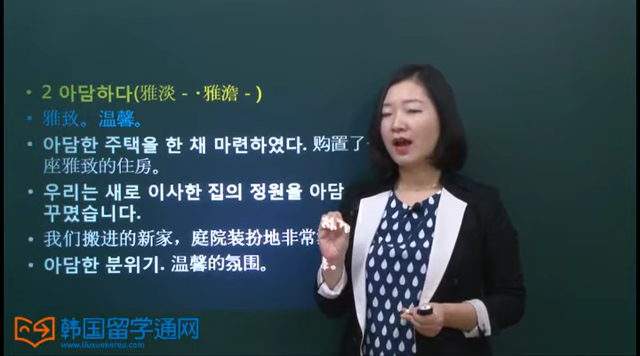 2 아담하다(雅淡 - ·雅澹 - )
雅致。温馨。
아담한 주택을 한 채 마련하였다. 购置了
座雅致的住房。
우리는 새로 이사한 집의 정원을 아담
꾸몄습니다.
我们搬进的新家，庭院装扮地非常
아담한 분위기. 温馨的氛围。
韩国留学通网
www.liuxuekorea.com